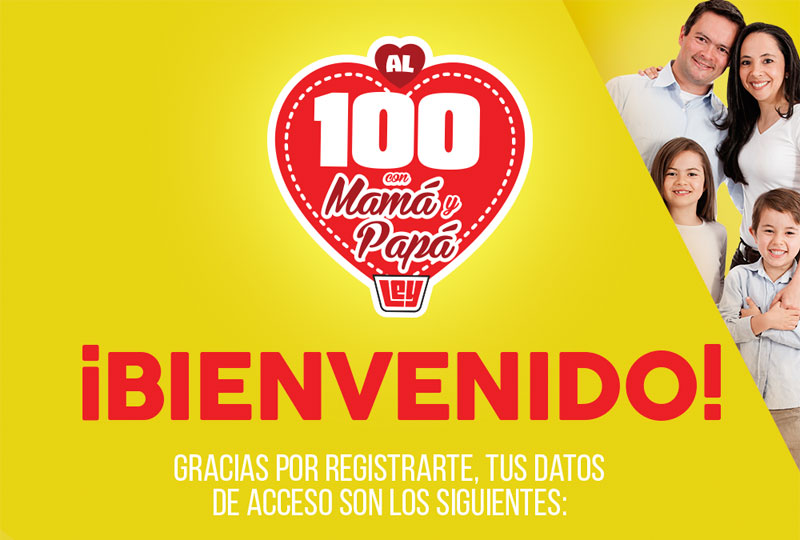 AL
100
con
Mamá y
Papá
LEY
¡BIENVENIDO!
GRACIAS POR REGISTRARTE, TUS DATOS
DE ACCESO SON LOS SIGUIENTES: